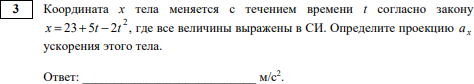 3 Координата x тела меняется с течением времени t согласно закону
x=23+5t−2t², где все величины выражены в СИ. Определите проекцию aₓ
ускорения этого тела.
Ответ: ___________________________ м/с².